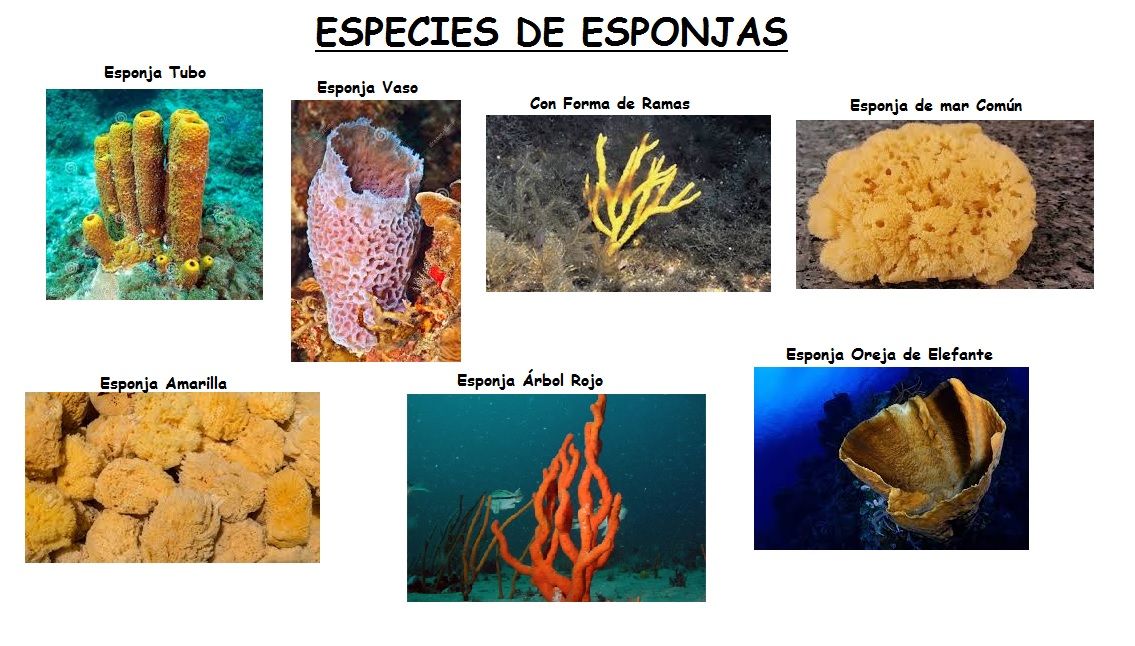 ESPECIES DE ESPONJAS
Esponja Tubo
Esponja Vaso
Con Forma de Ramas
Esponja de mar Común
Esponja Amarilla
Esponja Árbol Rojo
Esponja Oreja de Elefante